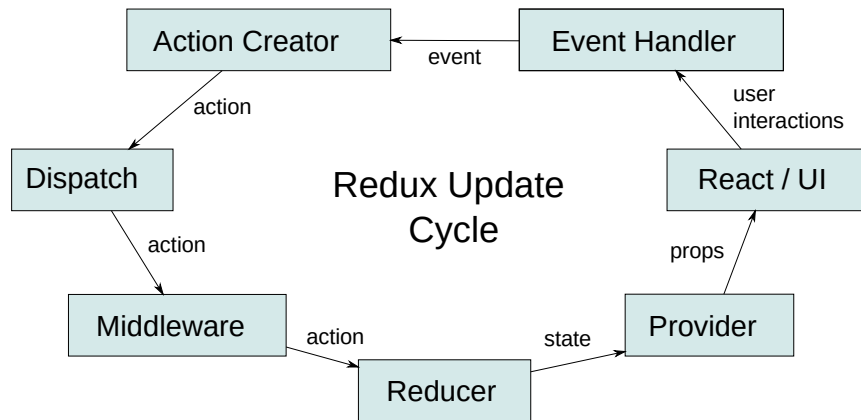 Action Creator
Event Handler
event
action
user
interactions
Dispatch
Redux Update
Cycle
React / UI
action
props
Middleware
action
state
Provider
Reducer